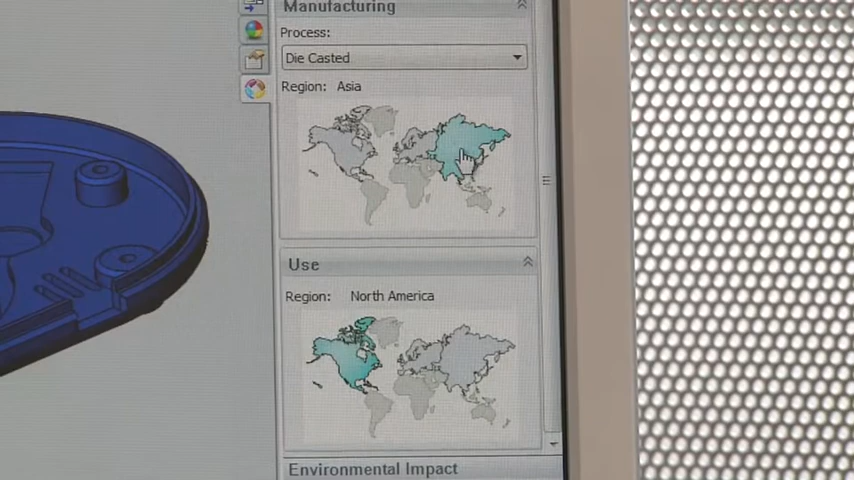 Manufacturing
Process:
Die Casted
Region: Asia
Use
Region: North America
Environmental Impact